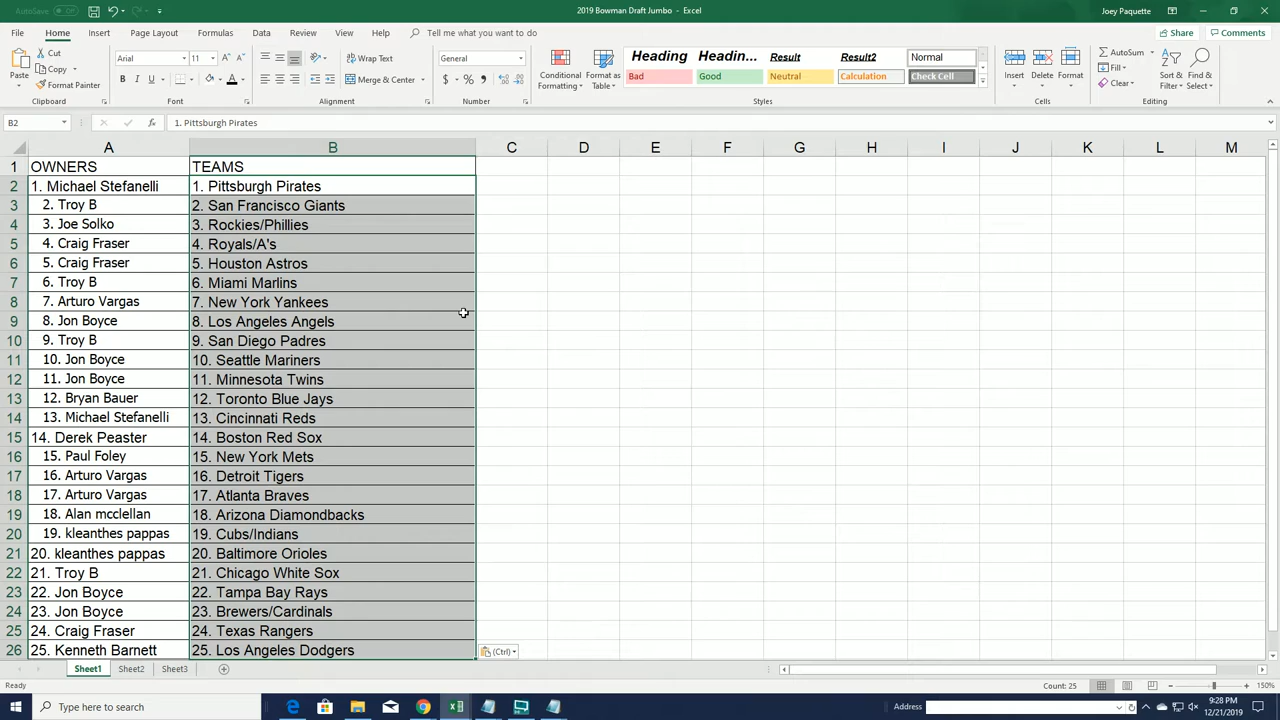 AutoSave Off
2019 Bowman Draft Jumbo - Excel
Joey Paquette
File Home Insert Page Layout Formulas Data Review View Help Tell me what you want to do
Share Comments
Paste
Cut
Copy
Format Painter
Clipboard
Arial 11
B I U
Font
Wrap Text
Merge & Center
Alignment
General
$ % ,
Number
Conditional Formatting
Format as Table
Heading Headin... Result Result2 Normal
Bad Good Neutral Calculation Check Cell
Styles
Insert Delete Format
Cells
AutoSum
Fill
Clear
Sort & Filter
Find & Select
Editing
B2 fx 1. Pittsburgh Pirates
A B C D E F G H I J K L M
1 OWNERS TEAMS
2 1. Michael Stefanelli 1. Pittsburgh Pirates
3 2. Troy B 2. San Francisco Giants
4 3. Joe Solko 3. Rockies/Phillies
5 4. Craig Fraser 4. Royals/A's
6 5. Craig Fraser 5. Houston Astros
7 6. Troy B 6. Miami Marlins
8 7. Arturo Vargas 7. New York Yankees
9 8. Jon Boyce 8. Los Angeles Angels
10 9. Troy B 9. San Diego Padres
11 10. Jon Boyce 10. Seattle Mariners
12 11. Jon Boyce 11. Minnesota Twins
13 12. Bryan Bauer 12. Toronto Blue Jays
14 13. Michael Stefanelli 13. Cincinnati Reds
15 14. Derek Peaster 14. Boston Red Sox
16 15. Paul Foley 15. New York Mets
17 16. Arturo Vargas 16. Detroit Tigers
18 17. Arturo Vargas 17. Atlanta Braves
19 18. Alan mcclellan 18. Arizona Diamondbacks
20 19. kleanthes pappas 19. Cubs/Indians
21 20. kleanthes pappas 20. Baltimore Orioles
22 21. Troy B 21. Chicago White Sox
23 22. Jon Boyce 22. Tampa Bay Rays
24 23. Jon Boyce 23. Brewers/Cardinals
25 24. Craig Fraser 24. Texas Rangers
26 25. Kenneth Barnett 25. Los Angeles Dodgers
(Ctrl)
Sheet1 Sheet2 Sheet3
Ready
Count: 25
150%
Type here to search
Address
9:28 PM
12/21/2019